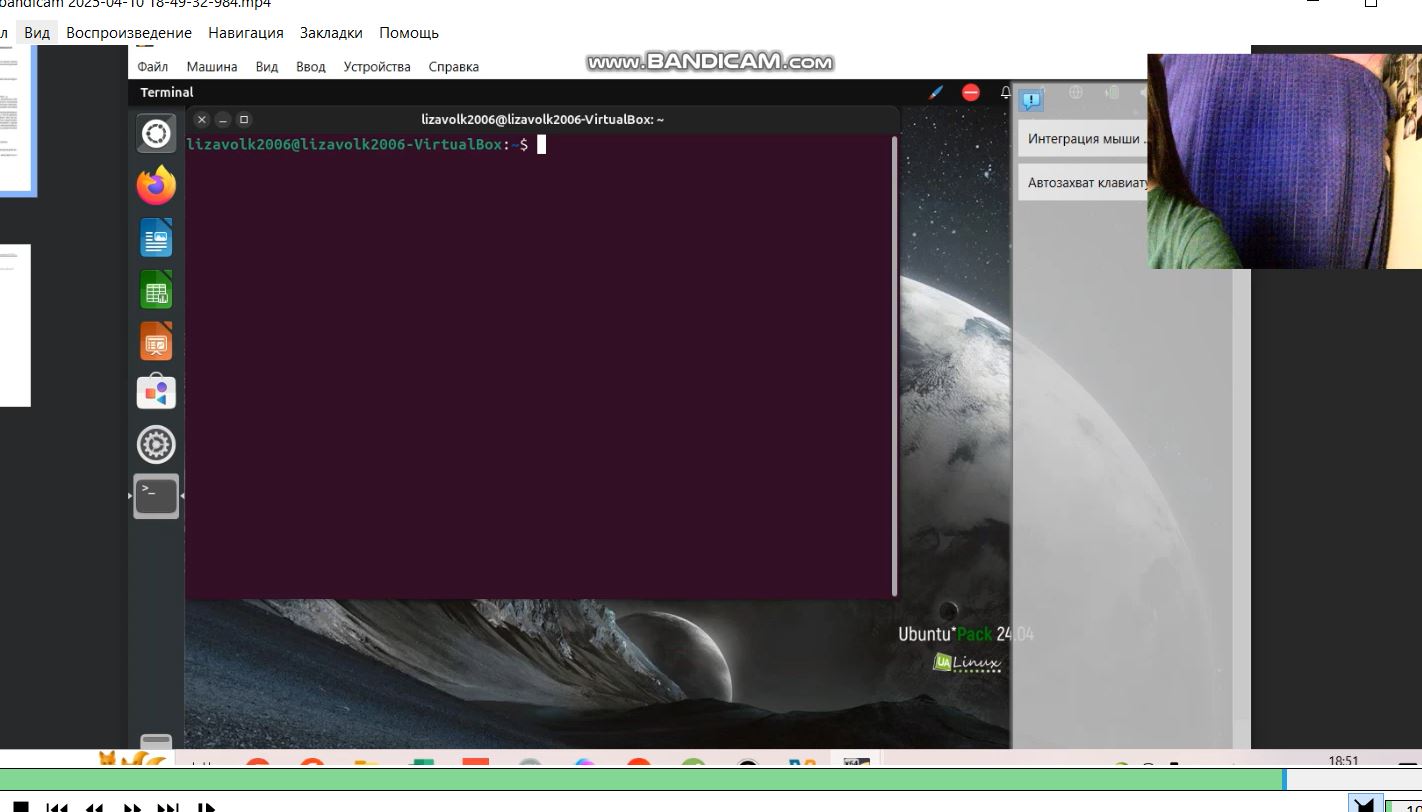 bandicam 2025-04-10 18-49-32-984.mp4
л Вид Воспроизведение Навигация Закладки Помощь
www.BANDICAM.com
Файл Машина Вид Ввод Устройства Справка
Terminal
lizavolk2006@lizavolk2006-VirtualBox: ~
lizavolk2006@lizavolk2006-VirtualBox:~$
Интеграция мыши ..
Автозахват клавиату
>_
Ubuntu*Pack 24.04
UALinux
18:51
10